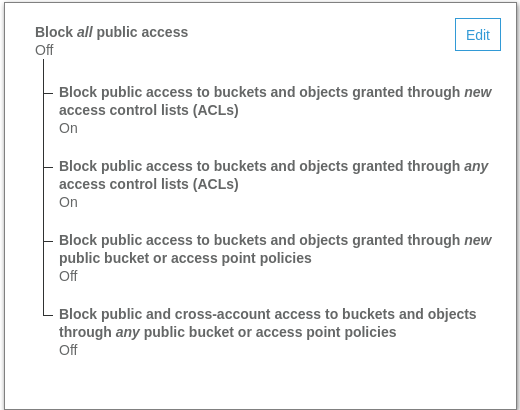 Block all public access
Edit
Off
Block public access to buckets and objects granted through new
access control lists (ACLs)
On
Block public access to buckets and objects granted through any
access control lists (ACLs)
On
Block public access to buckets and objects granted through new
public bucket or access point policies
Off
Block public and cross-account access to buckets and objects
through any public bucket or access point policies
Off